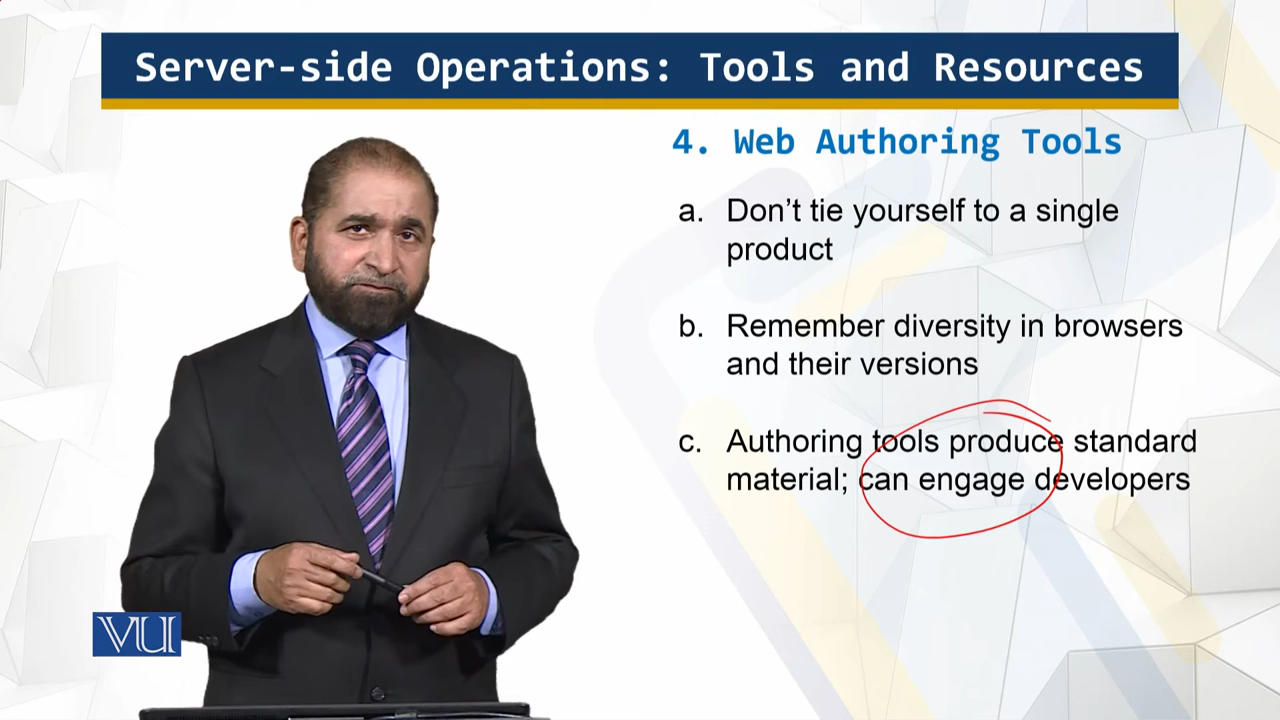 Server-side Operations: Tools and Resources
4. Web Authoring Tools
a. Don’t tie yourself to a single
product
b. Remember diversity in browsers
and their versions
c. Authoring tools produce standard
material; can engage developers
VU